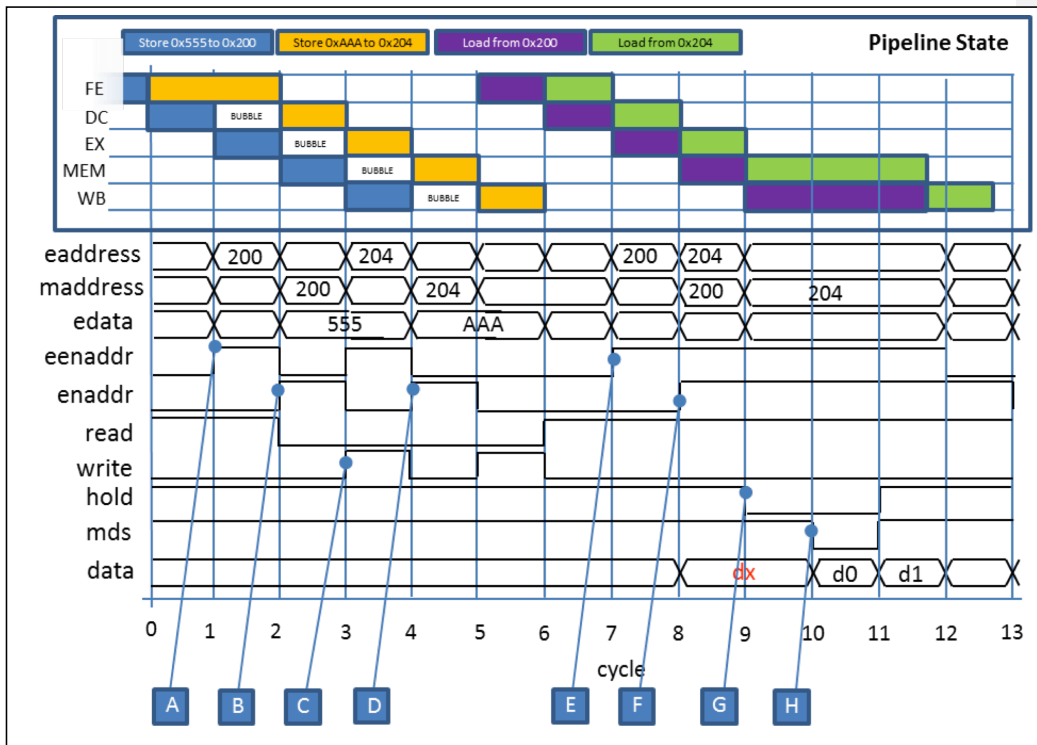 Store 0x555 to 0x200 Store 0xAAA to 0x204 Load from 0x200 Load from 0x204 Pipeline State
FE
DC BUBBLE
EX BUBBLE
MEM BUBBLE
WB BUBBLE
eaddress 200 204 200 204
maddress 200 204 200 204
edata 555 AAA
eenaddr
enaddr
read
write
hold
mds
data dx d0 d1
0 1 2 3 4 5 6 7 8 9 10 11 12 13
cycle
A B C D E F G H